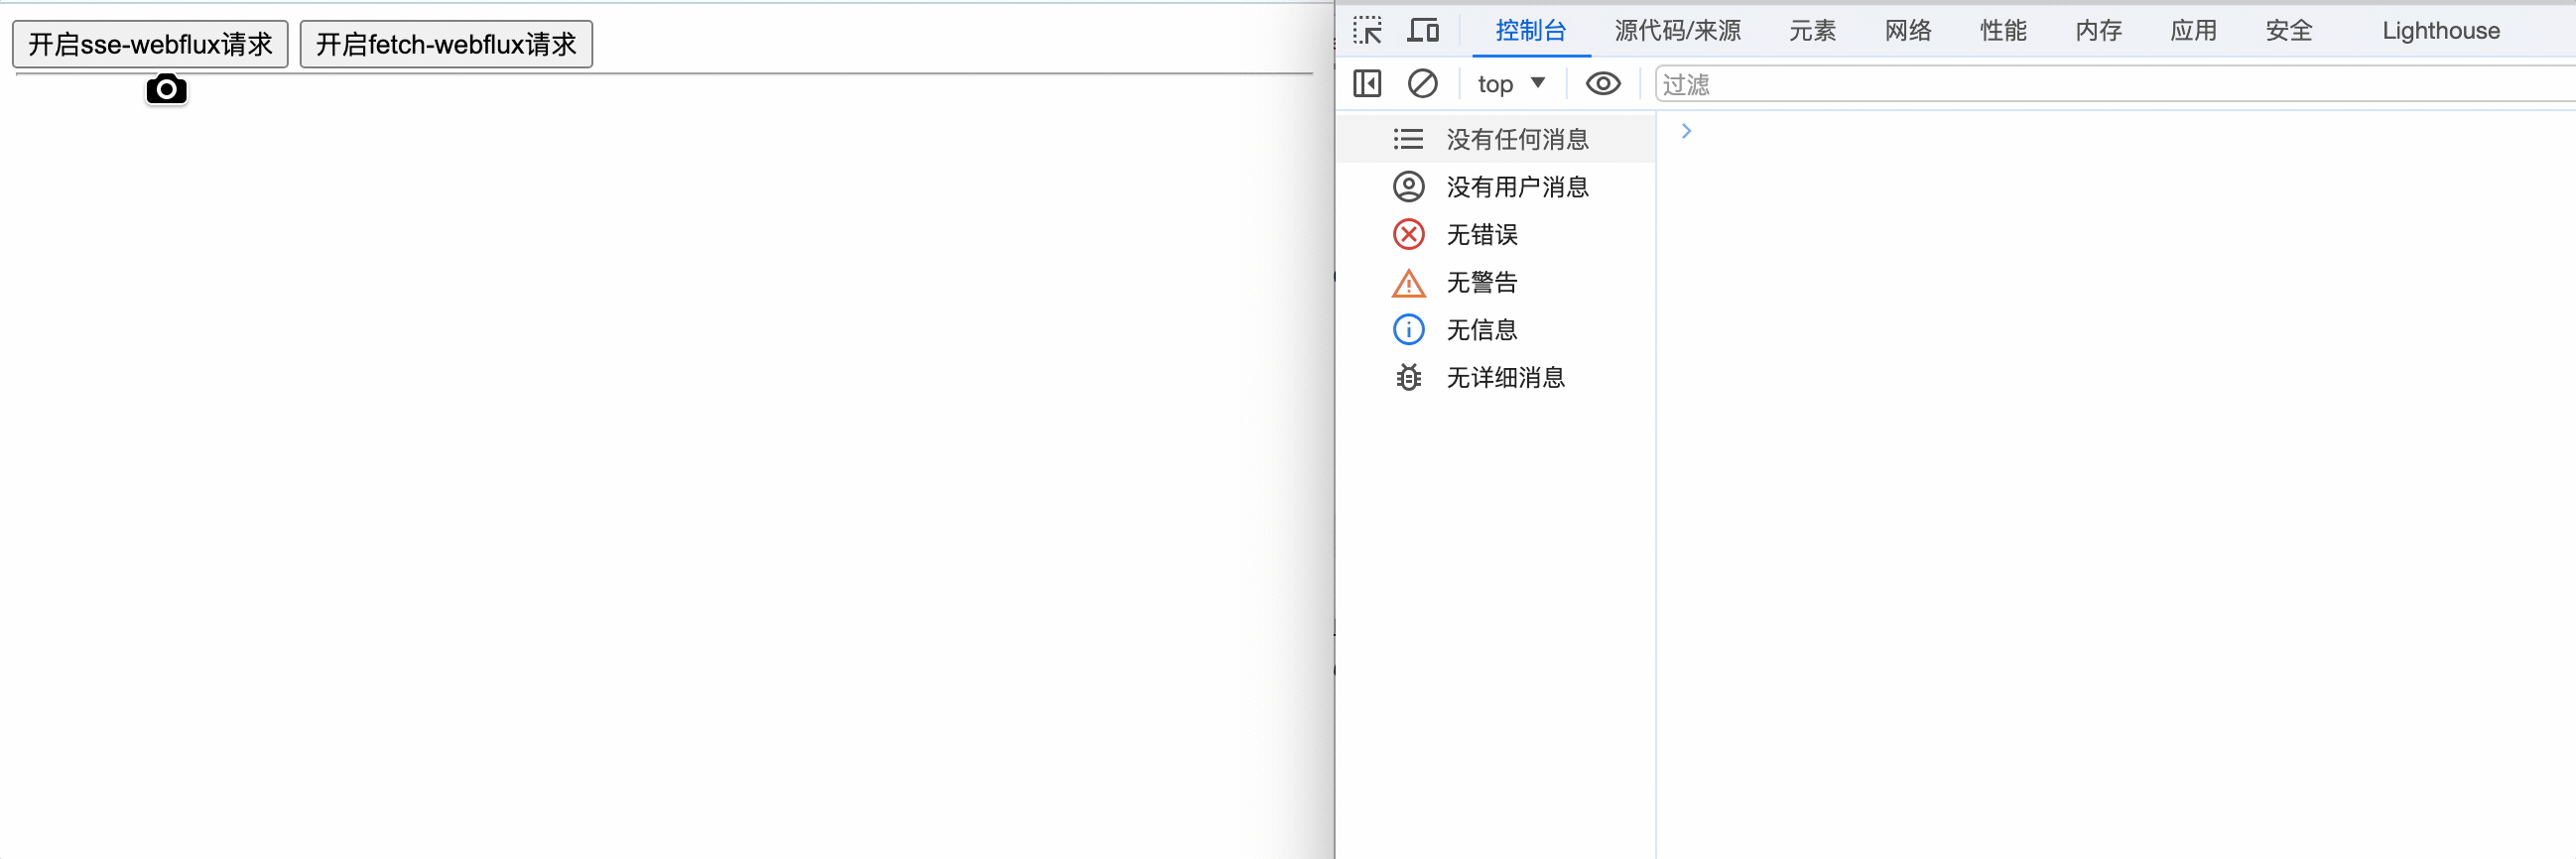 开启sse-webflux请求 开启fetch-webflux请求
控制台 源代码/来源 元素 网络 性能 内存 应用 安全 Lighthouse
top 过滤
没有任何消息
没有用户消息
无错误
无警告
无信息
无详细消息